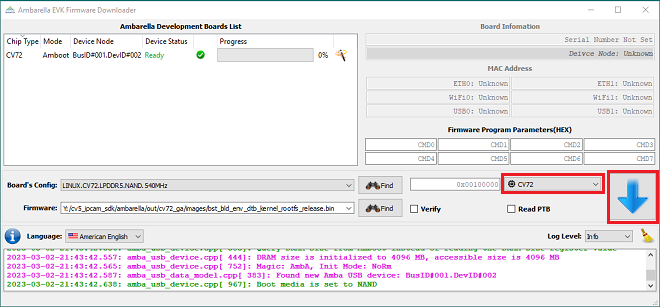 Ambarella EVK Firmware Downloader
Ambarella Development Boards List
Chip Type Mode Device Node Device Status Progress
CV72 Amboot BusID#001.DevID#002 Ready 0%
Board Infomation
Serial Number Not Set
Deivce Node: Unknown
MAC Address
ETH0: Unknown ETH1: Unknown
WiFi0: Unknown WiFi1: Unknown
USB0: Unknown USB1: Unknown
Firmware Program Parameters(HEX)
CMD0 CMD1 CMD2 CMD3
CMD4 CMD5 CMD6 CMD7
Board's Config: LINUX.CV72.LPDDR5.NAND. 540MHz Find 0x00100000 CV72
Firmware: Y:/cv5_ipcam_sdk/ambarella/out/cv72_ga/images/bst_bld_env_dtb_kernel_rootfs_release.bin Find Verify Read PTB
Language: American English Log Level: Info
2023-03-02-21:43:42.557: amba_usb_device.cpp[ 444]: DRAM size is initialized to 4096 MB, accessible size is 4096 MB
2023-03-02-21:43:42.565: amba_usb_device.cpp[ 752]: Magic: AmbA, Init Mode: NoRm
2023-03-02-21:43:42.587: amba_usb_data_model.cpp[ 383]: Found new Amba USB device: BusID#001.DevID#002
2023-03-02-21:43:42.638: amba_usb_device.cpp[ 967]: Boot media is set to NAND